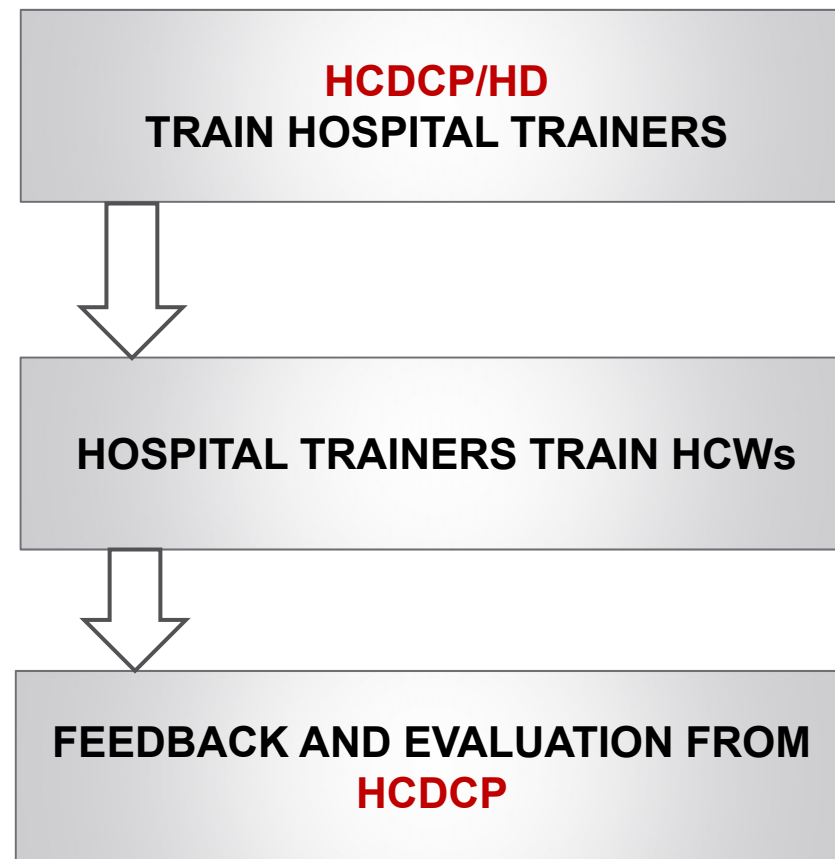 HCDCP/HD
TRAIN HOSPITAL TRAINERS
HOSPITAL TRAINERS TRAIN HCWs
FEEDBACK AND EVALUATION FROM
HCDCP